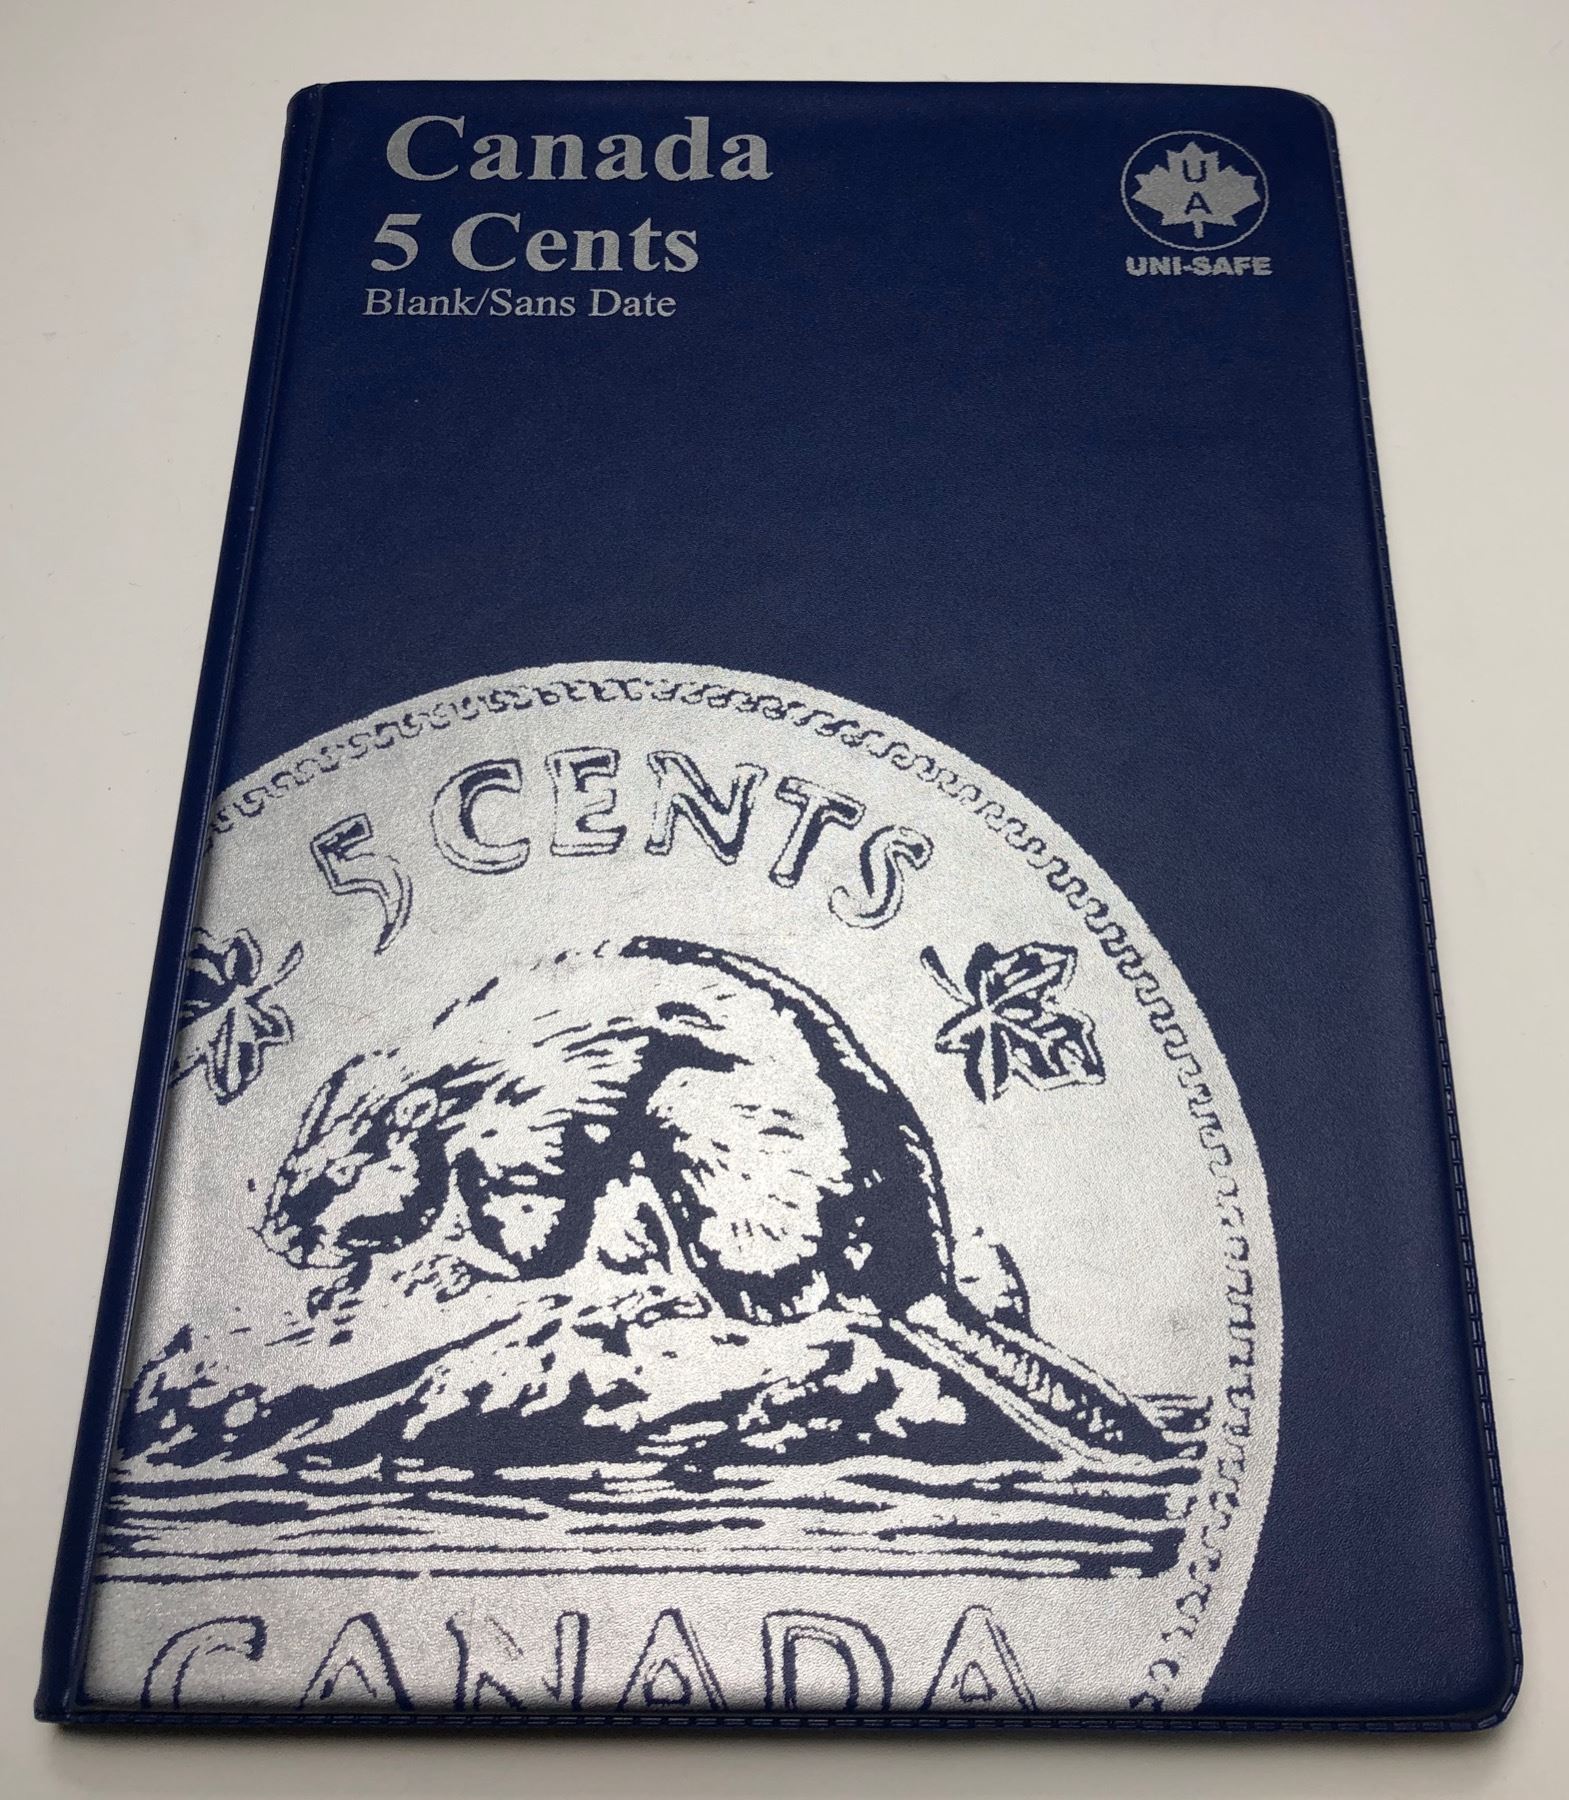 Canada
5 Cents
Blank/Sans Date
U
A
UNI-SAFE
5 CENTS
CANADA